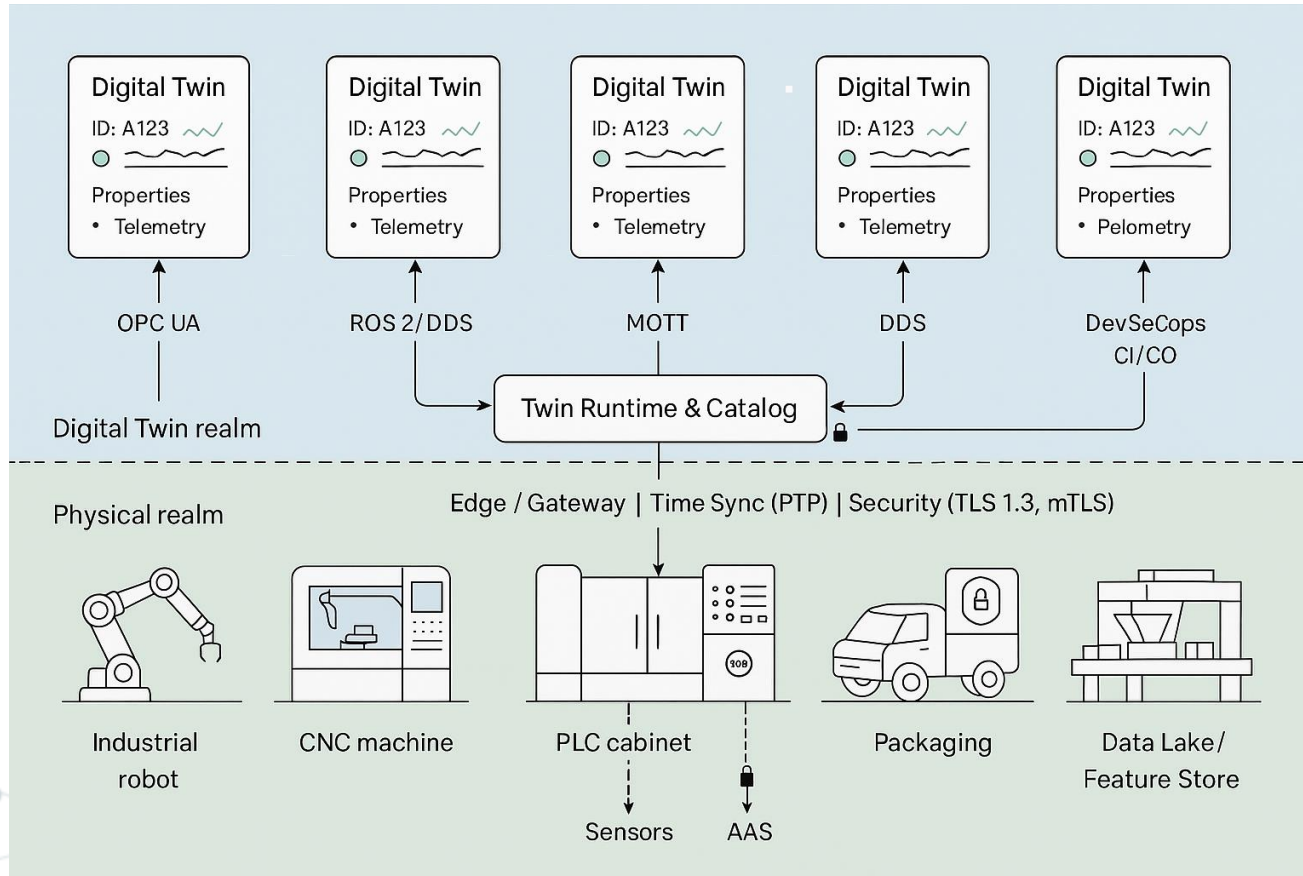 Digital Twin
ID: A123
Properties
• Telemetry
Digital Twin
ID: A123
Properties
• Telemetry
Digital Twin
ID: A123
Properties
• Telemetry
Digital Twin
ID: A123
Properties
• Telemetry
Digital Twin
ID: A123
Properties
• Pelometry
OPC UA
ROS 2/DDS
MOTT
DDS
DevSeCops
CI/CO
Twin Runtime & Catalog
Digital Twin realm
Physical realm
Edge / Gateway | Time Sync (PTP) | Security (TLS 1.3, mTLS)
Industrial
robot
CNC machine
PLC cabinet
Packaging
Data Lake/
Feature Store
Sensors
AAS